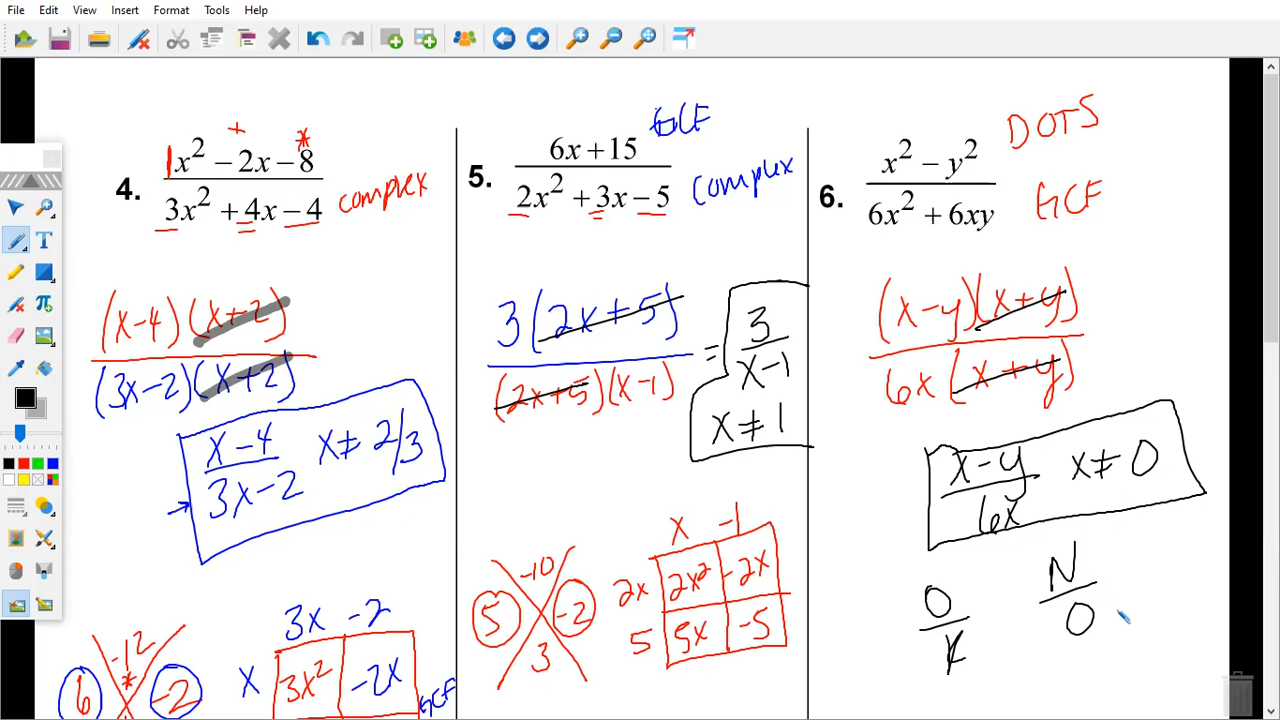 File Edit View Insert Format Tools Help
4. 1x² − 2x − 8
3x² + 4x − 4
+
*
complex
(x-4)(x+2)
(3x-2)(x+2)
x-4
3x-2
x≠2/3
-12
*
6 -2
3x -2
x 3x² -2x
GCF
5. 6x + 15
2x² + 3x − 5
GCF
complex
3(2x+5)
(2x+5)(x-1)
= 3
x-1
x≠1
-10
5 -2
3
x -1
2x 2x² -2x
5 5x -5
6. x² − y²
6x² + 6xy
DOTS
GCF
(x-y)(x+y)
6x(x+y)
x-y
6x
x≠0
0
N
0